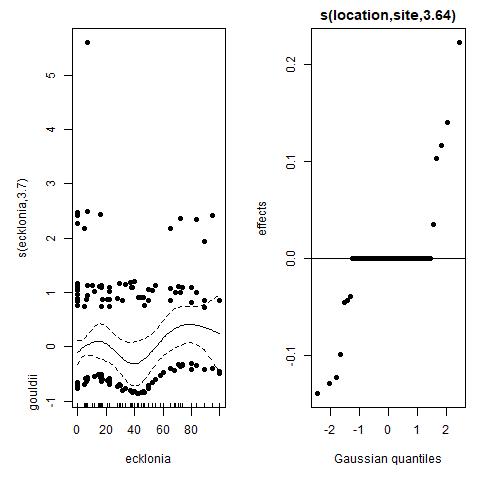 s(location,site,3.64)
s(ecklonia,3.7)
gouldii
5
4
3
2
1
0
-1
0 20 40 60 80
ecklonia
effects
0.2
0.1
0.0
-0.1
-2 -1 0 1 2
Gaussian quantiles